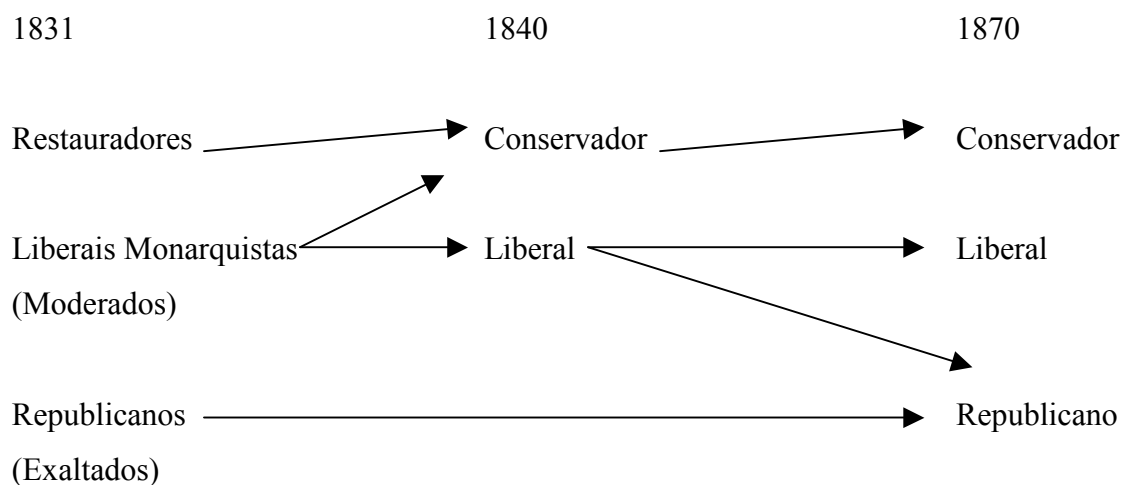 1831 1840 1870
Restauradores Conservador Conservador
Liberais Monarquistas Liberal Liberal
(Moderados)
Republicanos Republicano
(Exaltados)